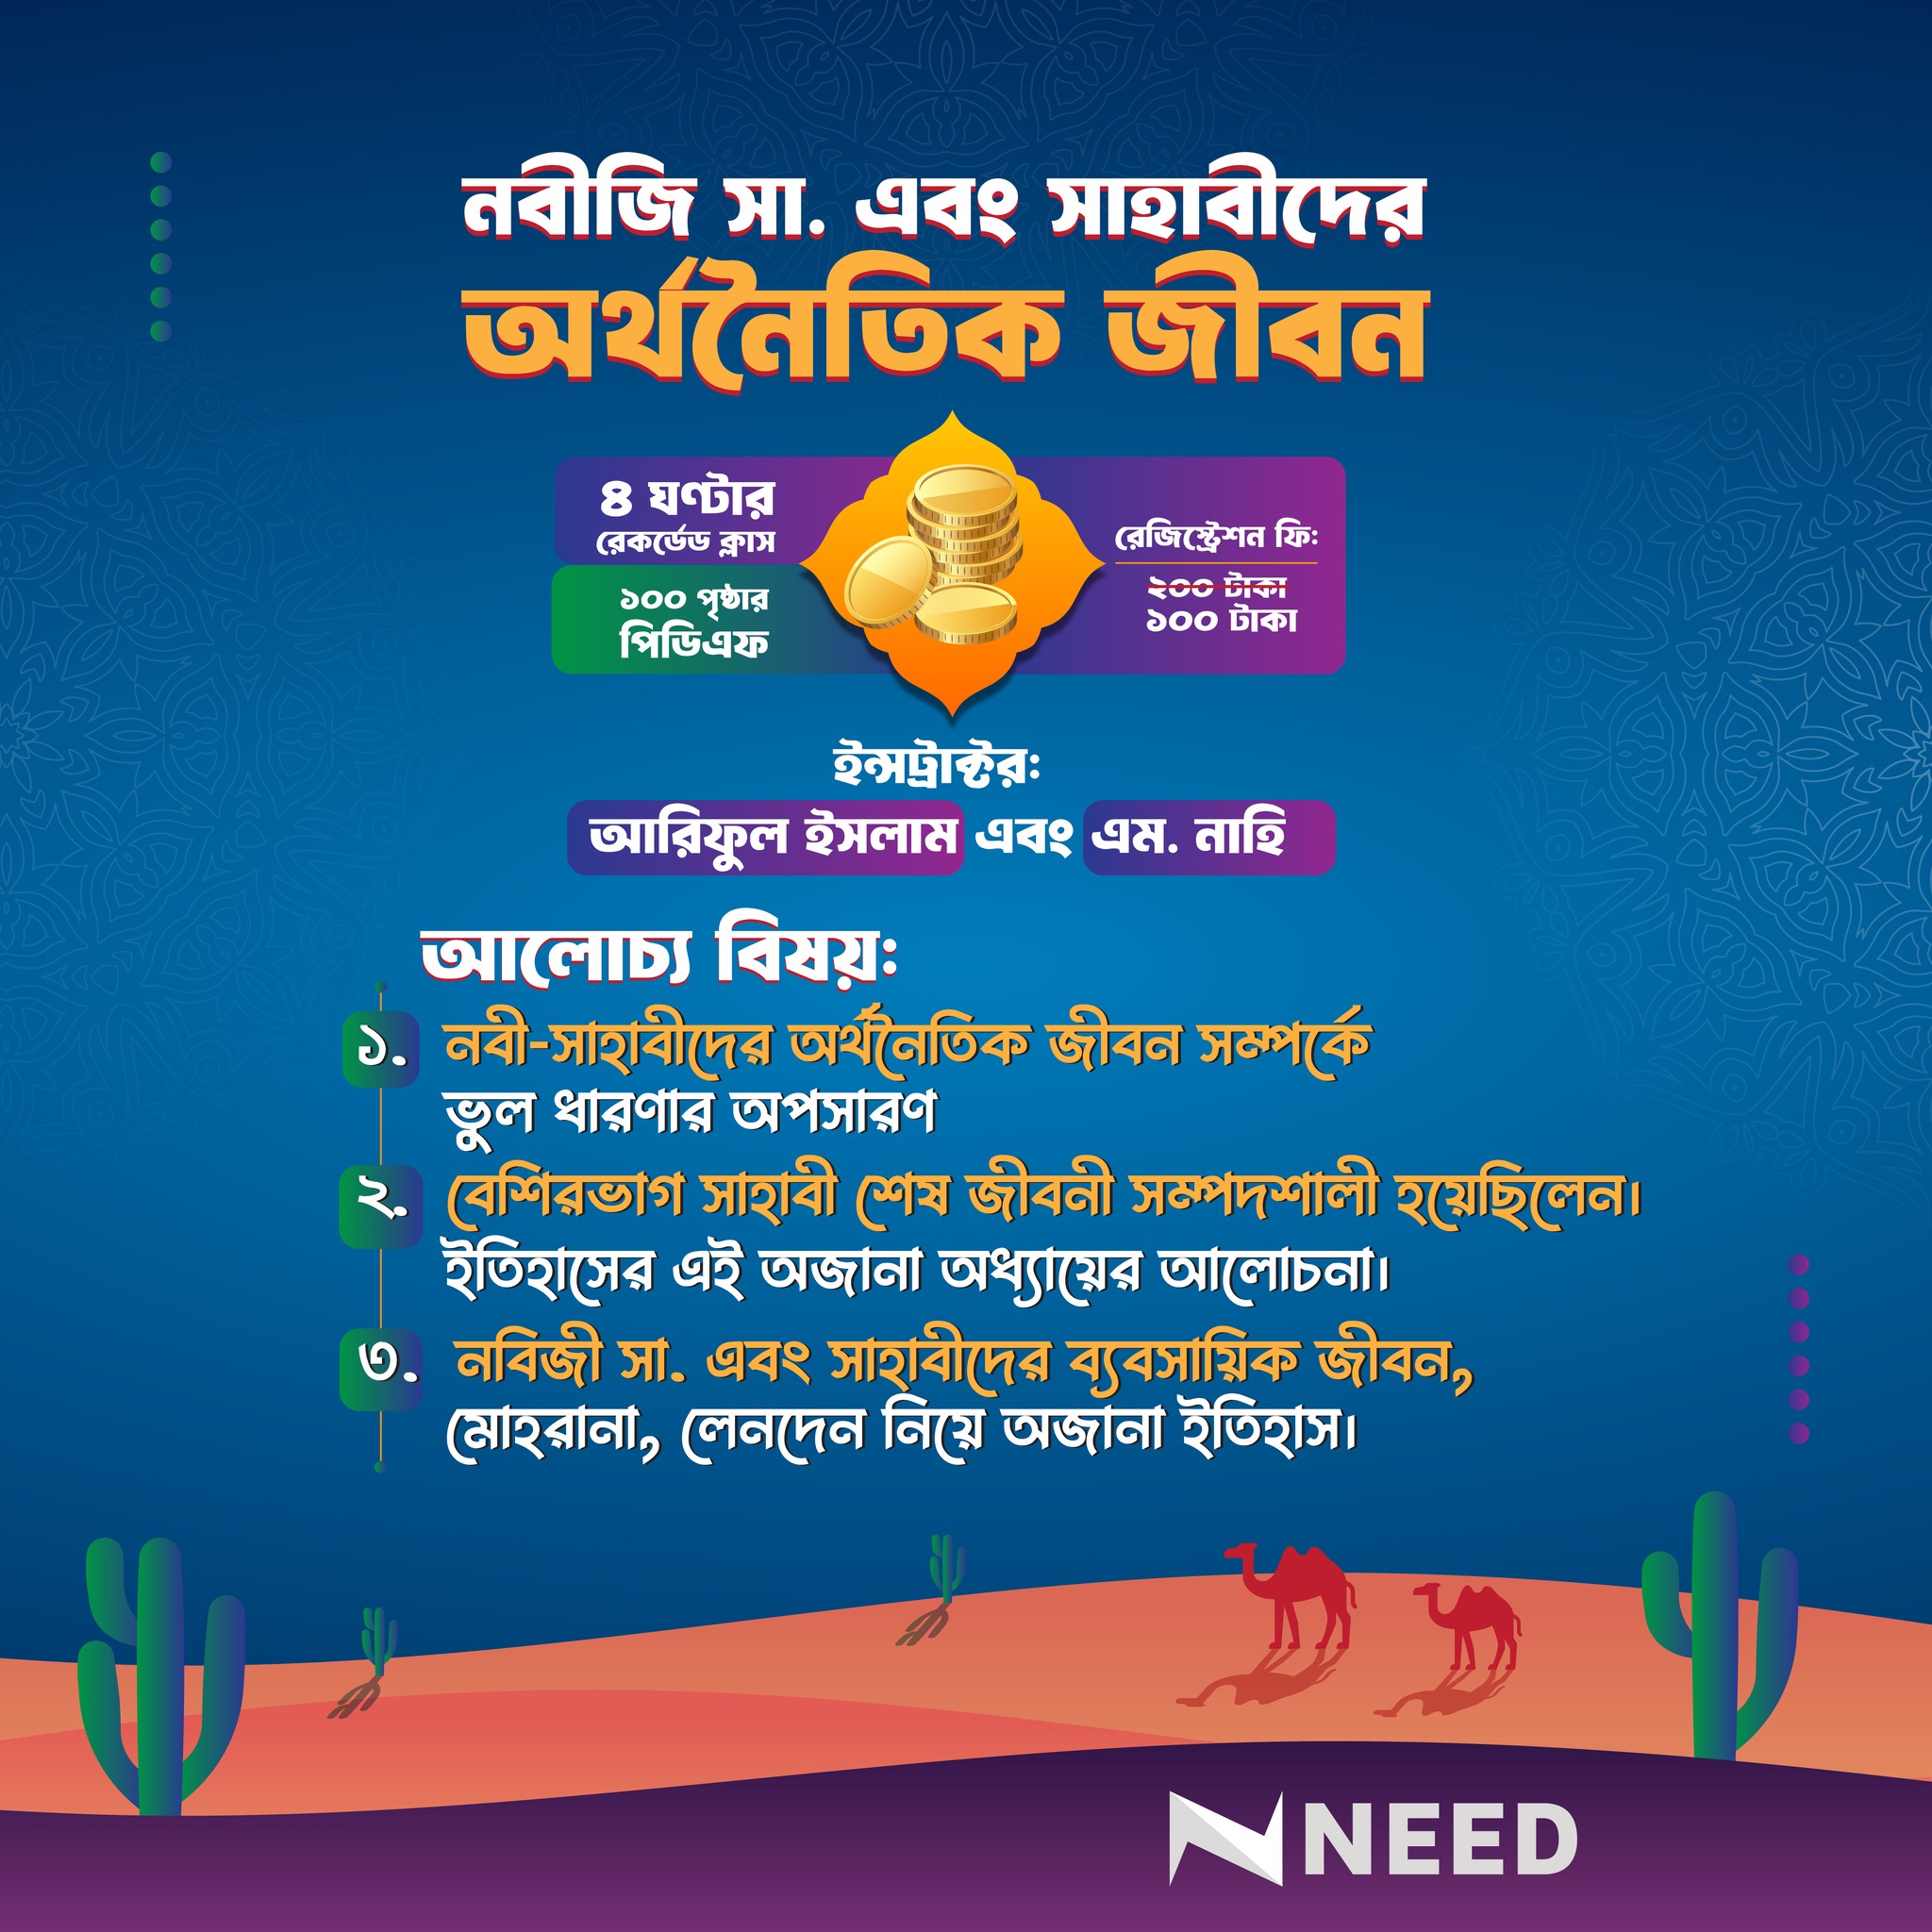 নবীজি সা. এবং সাহাবীদের
অর্থনৈতিক জীবন
৪ ঘণ্টার
রেকর্ডেড ক্লাস
১০০ পৃষ্ঠার
পিডিএফ
রেজিস্ট্রেশন ফি:
২০০ টাকা
১০০ টাকা
ইন্সট্রাক্টর:
আরিফুল ইসলাম এবং এম. নাহি
আলোচ্য বিষয়:
১. নবী-সাহাবীদের অর্থনৈতিক জীবন সম্পর্কে
ভুল ধারণার অপসারণ
২. বেশিরভাগ সাহাবী শেষ জীবনী সম্পদশালী হয়েছিলেন।
ইতিহাসের এই অজানা অধ্যায়ের আলোচনা।
৩. নবিজী সা. এবং সাহাবীদের ব্যবসায়িক জীবন,
মোহরানা, লেনদেন নিয়ে অজানা ইতিহাস।
NEED